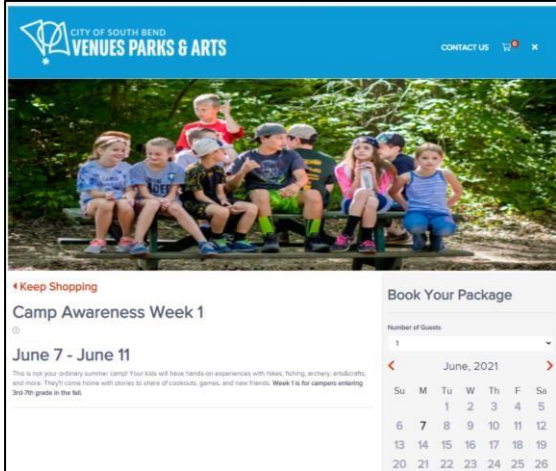 CITY OF SOUTH BEND
VENUES PARKS & ARTS
CONTACT US
0
×
Keep Shopping
Camp Awareness Week 1
June 7 - June 11
This is not your ordinary summer camp! Your kids will have hands-on experiences with hikes, fishing, archery, arts&crafts,
and more. They'll come home with stories to share of cookouts, games, and new friends. Week 1 is for campers entering
3rd-7th grade in the fall.
Book Your Package
Number of Guests
1
June, 2021
Su M Tu W Th F Sa
1 2 3 4 5
6 7 8 9 10 11 12
13 14 15 16 17 18 19
20 21 22 23 24 25 26